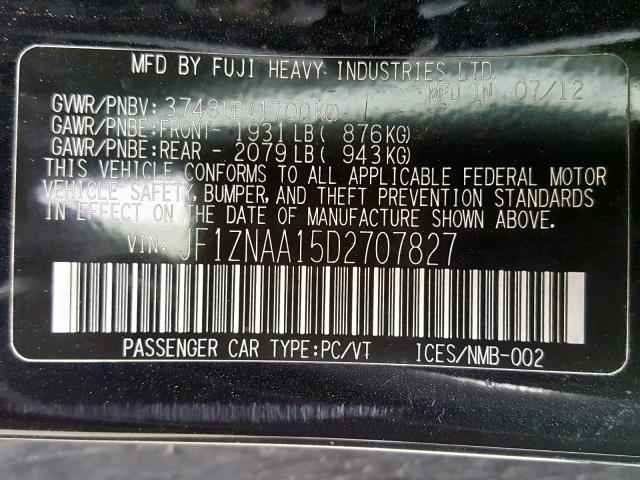 MFD BY FUJI HEAVY INDUSTRIES LTD.
MFD IN 07/12
GVWR/PNBV: 3748LB(1700KG)
GAWR/PNBE:FRONT- 1931LB( 876KG)
GAWR/PNBE:REAR - 2079LB( 943KG)
THIS VEHICLE CONFORMS TO ALL APPLICABLE FEDERAL MOTOR
VEHICLE SAFETY, BUMPER, AND THEFT PREVENTION STANDARDS
IN EFFECT ON THE DATE OF MANUFACTURE SHOWN ABOVE.
VIN: JF1ZNAA15D2707827
PASSENGER CAR TYPE:PC/VT ICES/NMB-002